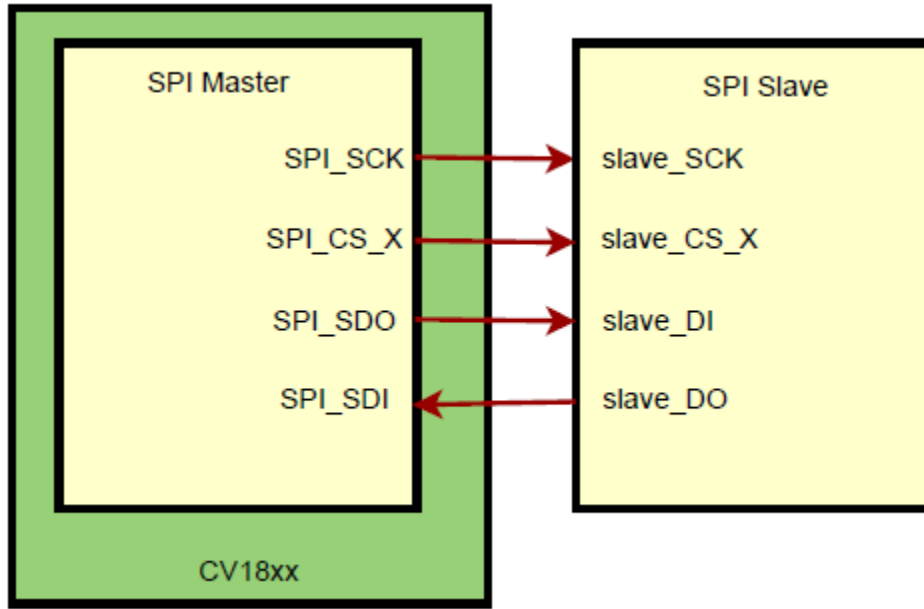 SPI Master
SPI_SCK
SPI_CS_X
SPI_SDO
SPI_SDI
CV18xx
SPI Slave
slave_SCK
slave_CS_X
slave_DI
slave_DO